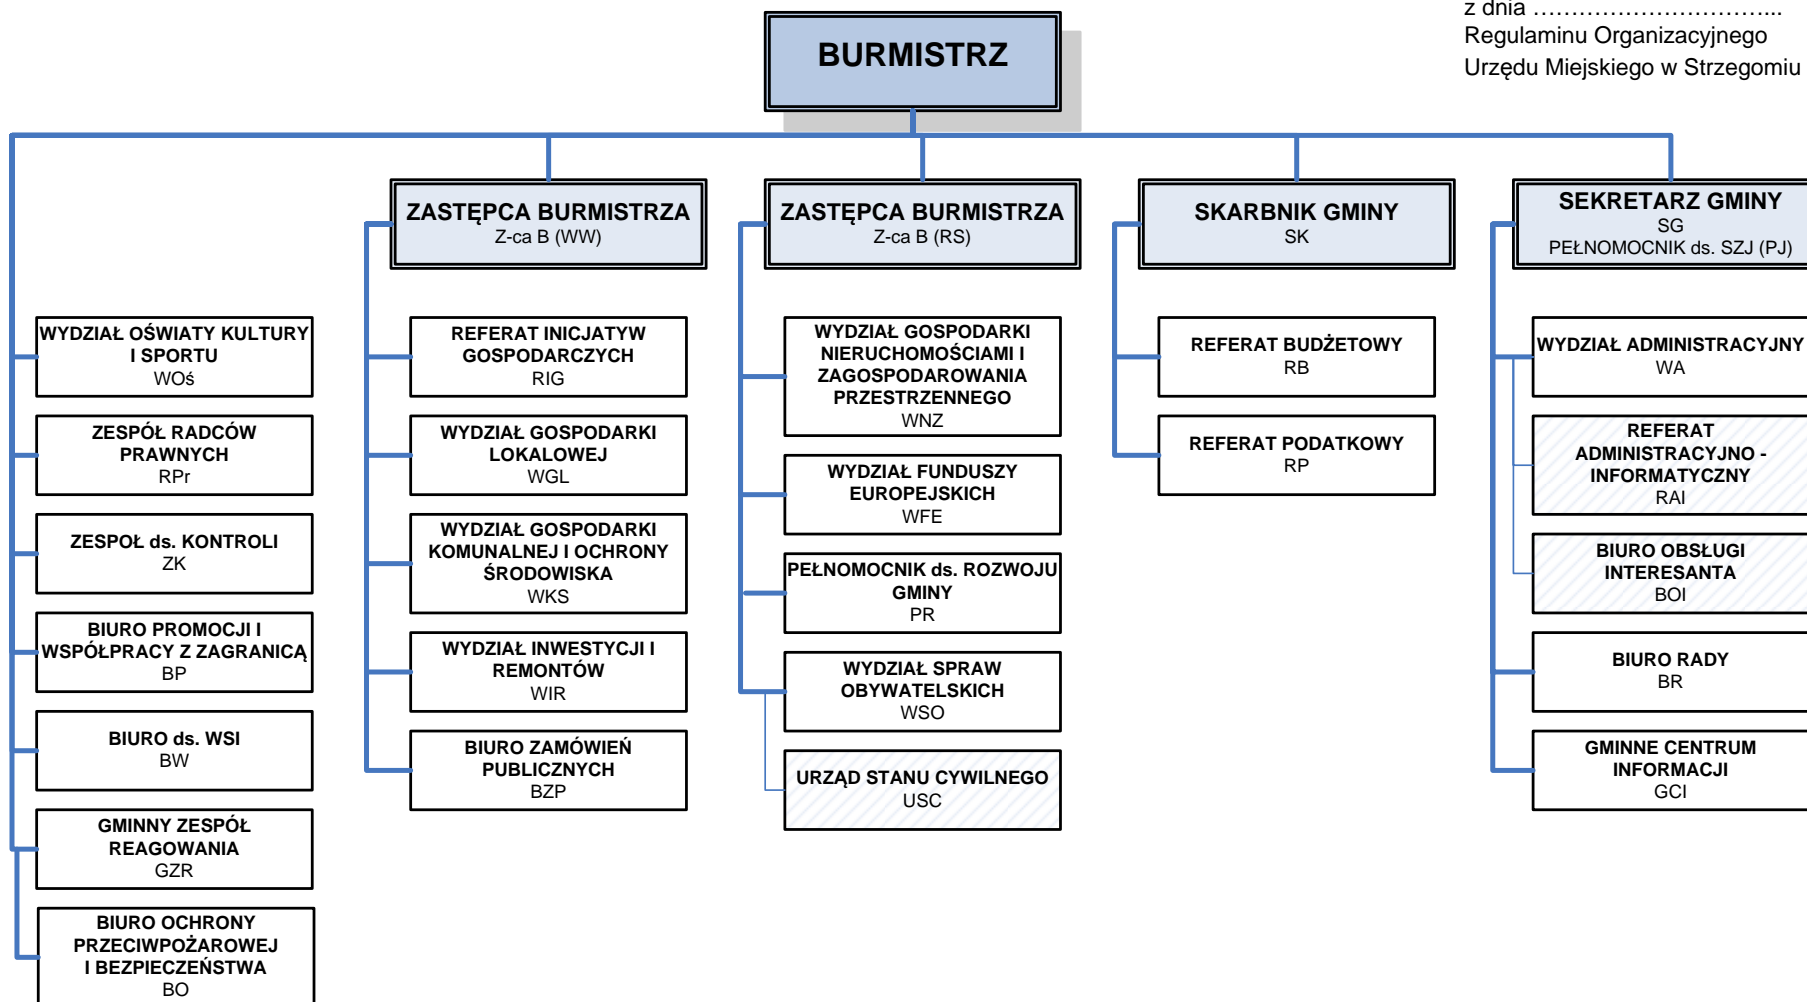 z dnia …………………………...
Regulaminu Organizacyjnego
Urzędu Miejskiego w Strzegomiu
BURMISTRZ
ZASTĘPCA BURMISTRZA
Z-ca B (WW)
ZASTĘPCA BURMISTRZA
Z-ca B (RS)
SKARBNIK GMINY
SK
SEKRETARZ GMINY
SG
PEŁNOMOCNIK ds. SZJ (PJ)
WYDZIAŁ OŚWIATY KULTURY
I SPORTU
WOś
ZESPÓŁ RADCÓW
PRAWNYCH
RPr
ZESPOŁ ds. KONTROLI
ZK
BIURO PROMOCJI I
WSPÓŁPRACY Z ZAGRANICĄ
BP
BIURO ds. WSI
BW
GMINNY ZESPÓŁ
REAGOWANIA
GZR
BIURO OCHRONY
PRZECIWPOŻAROWEJ
I BEZPIECZEŃSTWA
BO
REFERAT INICJATYW
GOSPODARCZYCH
RIG
WYDZIAŁ GOSPODARKI
LOKALOWEJ
WGL
WYDZIAŁ GOSPODARKI
KOMUNALNEJ I OCHRONY
ŚRODOWISKA
WKS
WYDZIAŁ INWESTYCJI I
REMONTÓW
WIR
BIURO ZAMÓWIEŃ
PUBLICZNYCH
BZP
WYDZIAŁ GOSPODARKI
NIERUCHOMOŚCIAMI I
ZAGOSPODAROWANIA
PRZESTRZENNEGO
WNZ
WYDZIAŁ FUNDUSZY
EUROPEJSKICH
WFE
PEŁNOMOCNIK ds. ROZWOJU
GMINY
PR
WYDZIAŁ SPRAW
OBYWATELSKICH
WSO
URZĄD STANU CYWILNEGO
USC
REFERAT BUDŻETOWY
RB
REFERAT PODATKOWY
RP
WYDZIAŁ ADMINISTRACYJNY
WA
REFERAT
ADMINISTRACYJNO -
INFORMATYCZNY
RAI
BIURO OBSŁUGI
INTERESANTA
BOI
BIURO RADY
BR
GMINNE CENTRUM
INFORMACJI
GCI